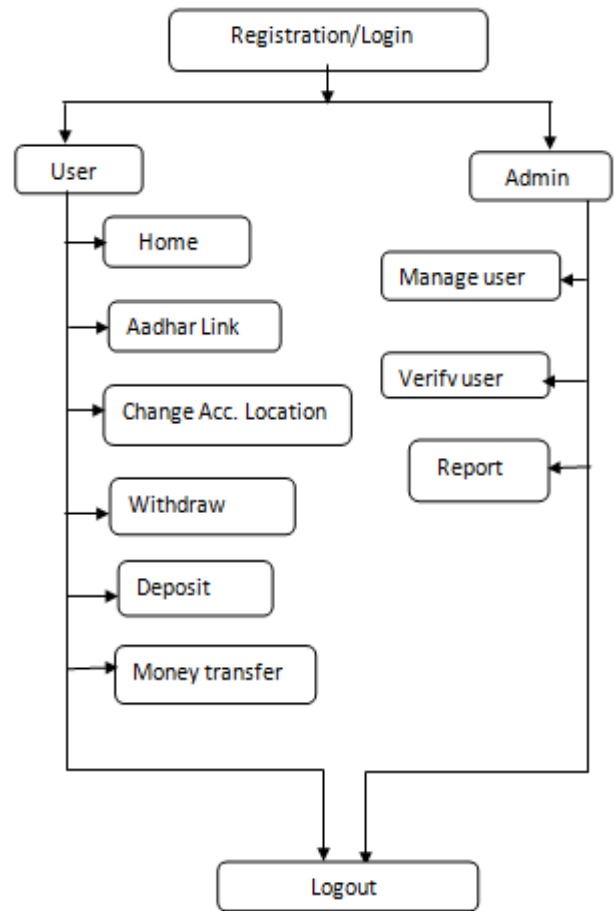 Registration/Login
User
Admin
Home
Manage user
Aadhar Link
Verify user
Change Acc. Location
Report
Withdraw
Deposit
Money transfer
Logout